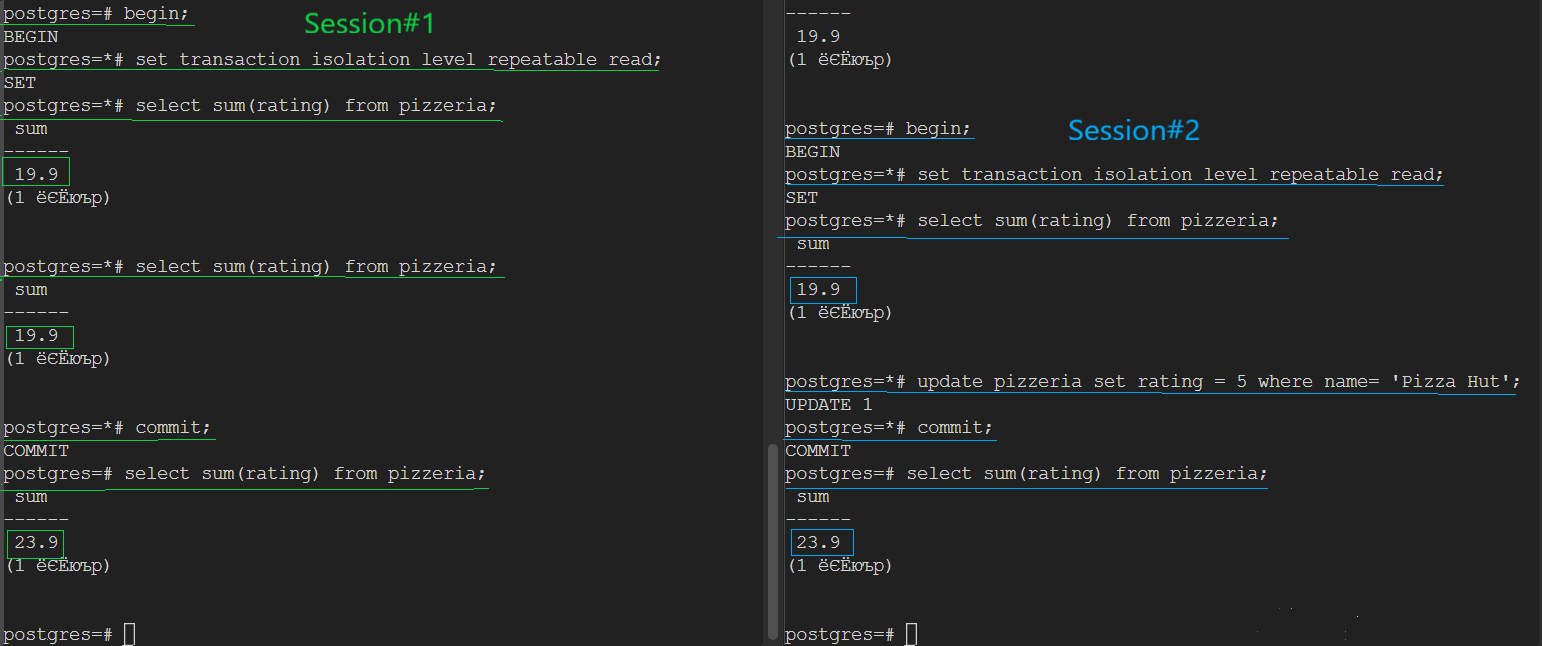 postgres=# begin;
Session#1
BEGIN
postgres=*# set transaction isolation level repeatable read;
SET
postgres=*# select sum(rating) from pizzeria;
sum
------
19.9
(1 ёЄЁюър)
postgres=*# select sum(rating) from pizzeria;
sum
------
19.9
(1 ёЄЁюър)
postgres=*# commit;
COMMIT
postgres=# select sum(rating) from pizzeria;
sum
------
23.9
(1 ёЄЁюър)
postgres=#
------
19.9
(1 ёЄЁюър)
postgres=# begin;
Session#2
BEGIN
postgres=*# set transaction isolation level repeatable read;
SET
postgres=*# select sum(rating) from pizzeria;
sum
------
19.9
(1 ёЄЁюър)
postgres=*# update pizzeria set rating = 5 where name= 'Pizza Hut';
UPDATE 1
postgres=*# commit;
COMMIT
postgres=# select sum(rating) from pizzeria;
sum
------
23.9
(1 ёЄЁюър)
postgres=#